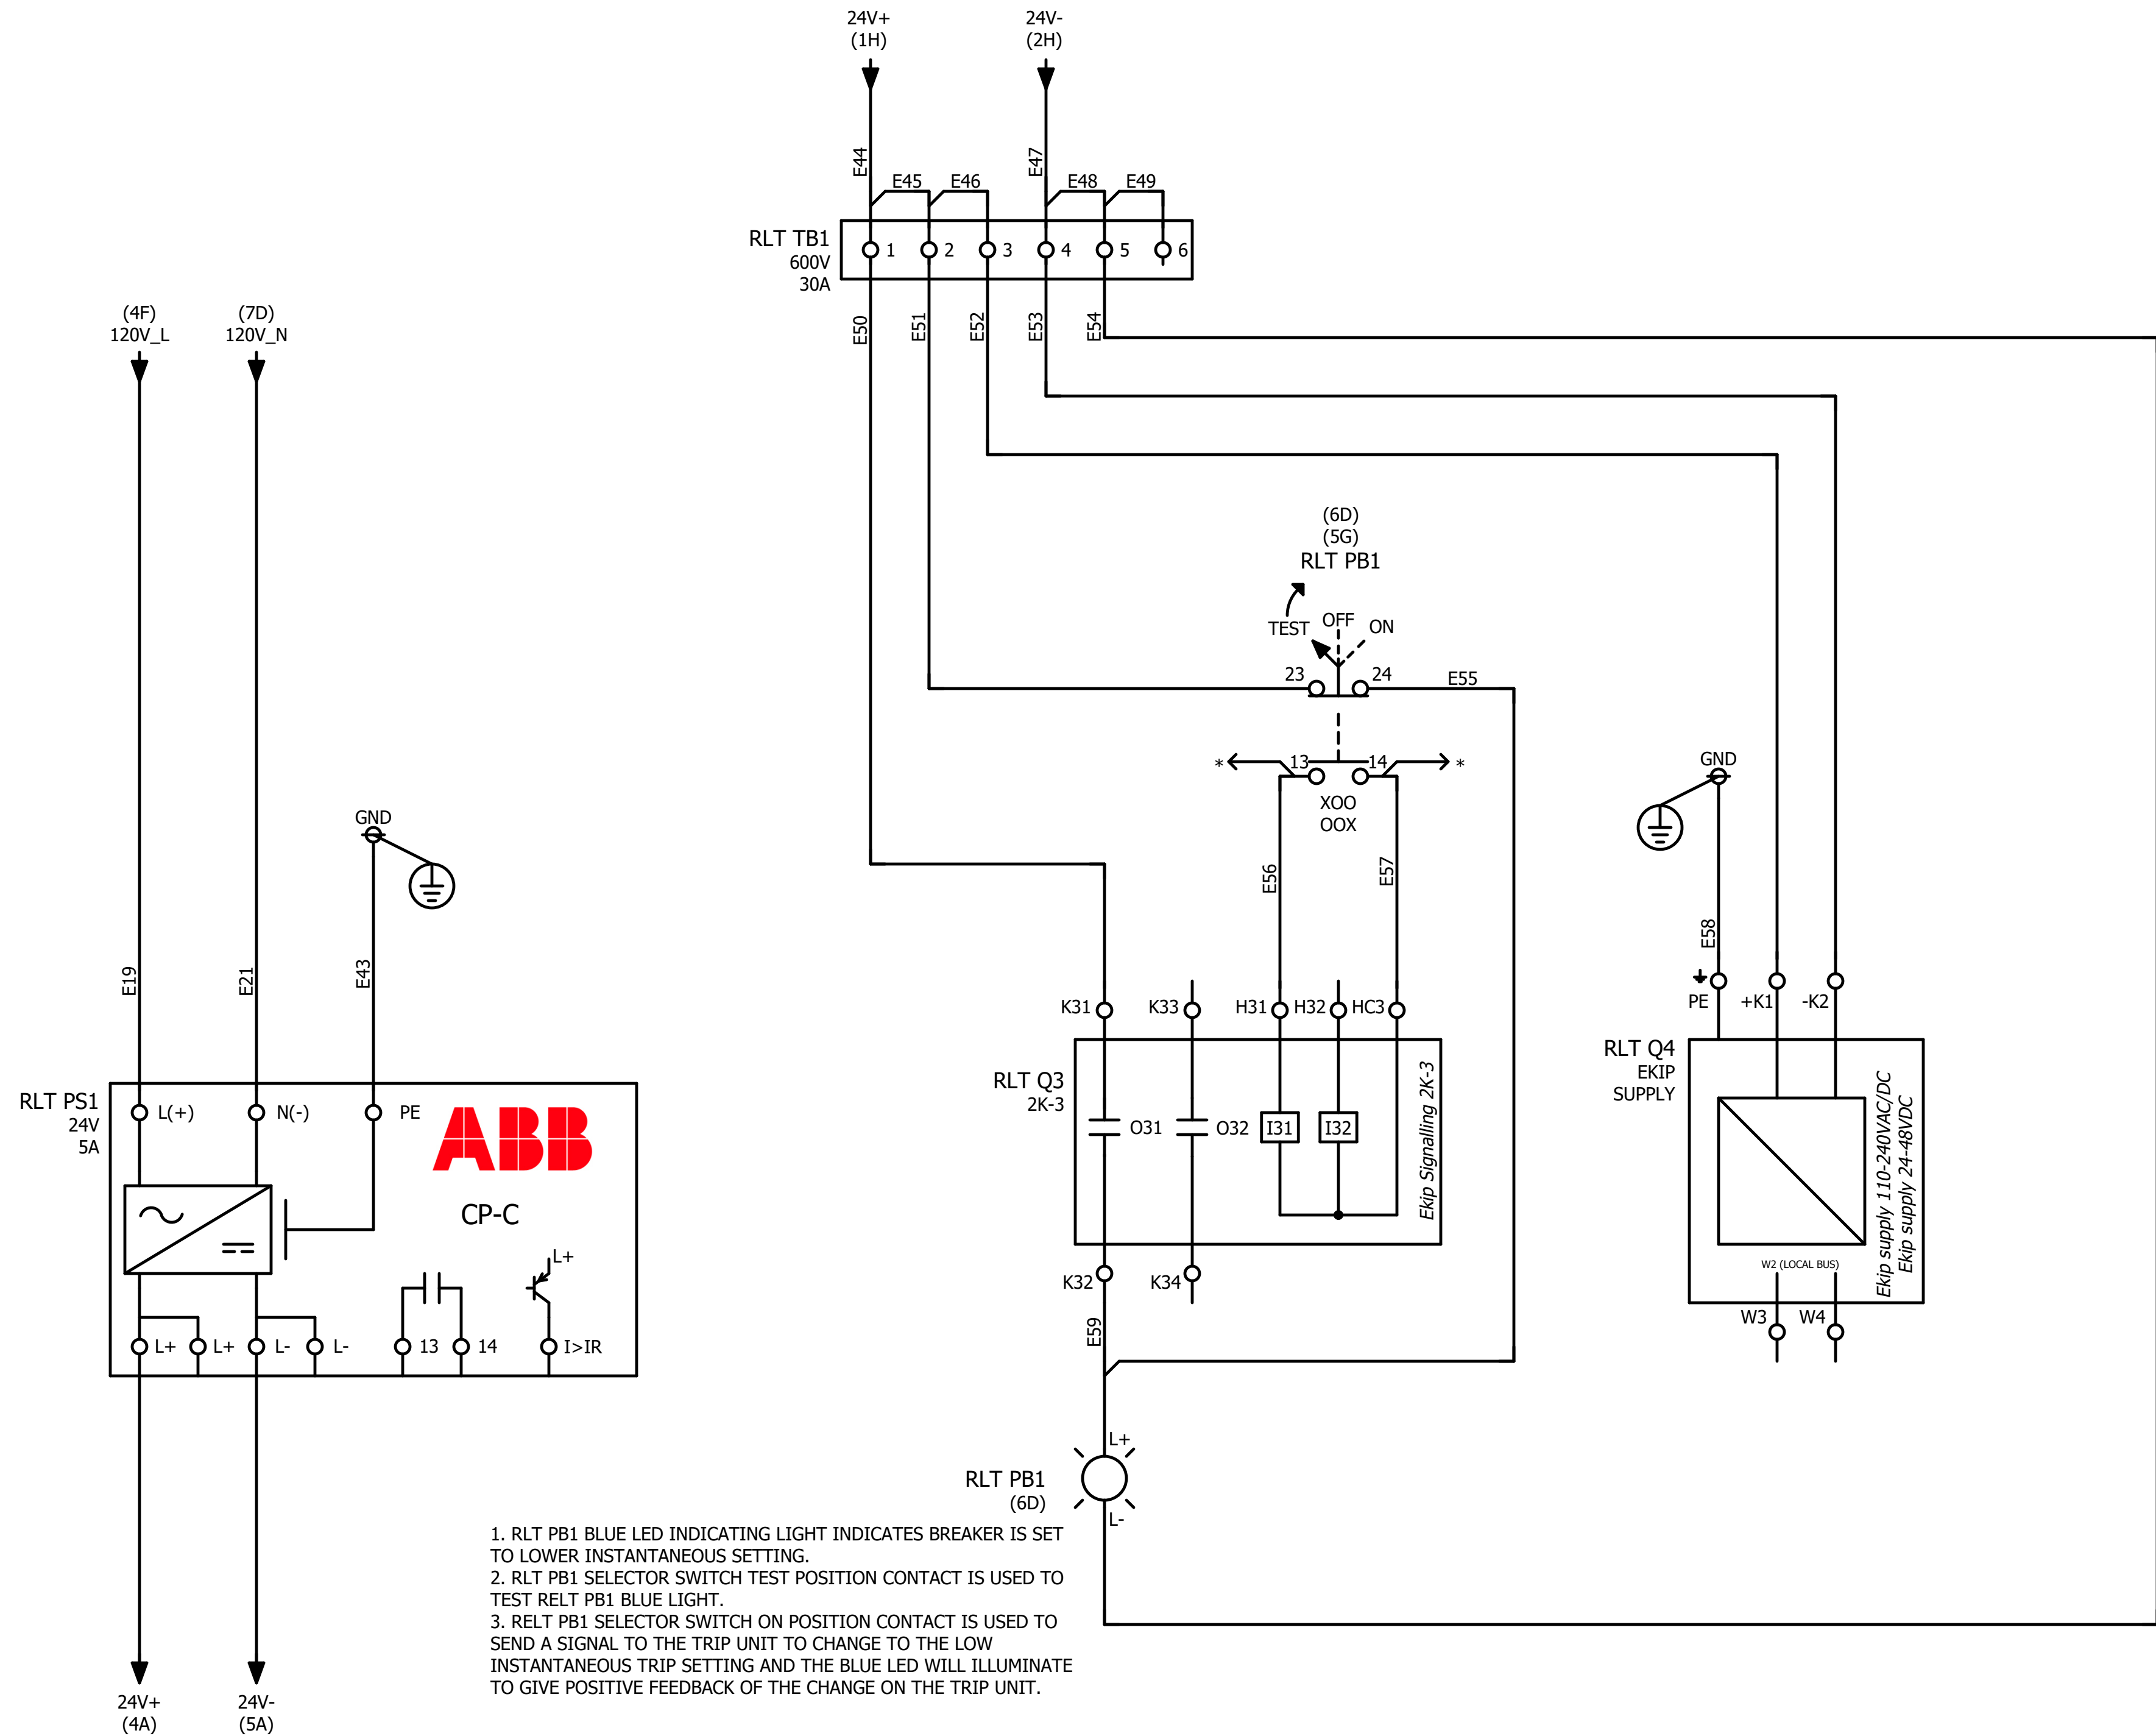 24V+
(1H)
24V-
(2H)
E44
E45
E46
E47
E48
E49
RLT TB1
600V
30A
1
2
3
4
5
6
E50
E51
E52
E53
E54
(4F)
120V_L
(7D)
120V_N
(6D)
(5G)
RLT PB1
TEST
OFF
ON
23
24
E55
*
13
14
*
XOO
OOX
E56
E57
GND
GND
E19
E21
E43
E58
PE
+K1
-K2
K31
K33
H31
H32
HC3
RLT Q3
2K-3
O31
O32
I31
I32
Ekip Signalling 2K-3
K32
K34
E59
RLT Q4
EKIP
SUPPLY
Ekip supply 110-240VAC/DC
Ekip supply 24-48VDC
W2 (LOCAL BUS)
W3
W4
RLT PS1
24V
5A
L(+)
N(-)
PE
ABB
CP-C
L+
L+
L+
L-
L-
13
14
I>IR
L+
RLT PB1
(6D)
L-
1. RLT PB1 BLUE LED INDICATING LIGHT INDICATES BREAKER IS SET
TO LOWER INSTANTANEOUS SETTING.
2. RLT PB1 SELECTOR SWITCH TEST POSITION CONTACT IS USED TO
TEST RELT PB1 BLUE LIGHT.
3. RELT PB1 SELECTOR SWITCH ON POSITION CONTACT IS USED TO
SEND A SIGNAL TO THE TRIP UNIT TO CHANGE TO THE LOW
INSTANTANEOUS TRIP SETTING AND THE BLUE LED WILL ILLUMINATE
TO GIVE POSITIVE FEEDBACK OF THE CHANGE ON THE TRIP UNIT.
24V+
(4A)
24V-
(5A)